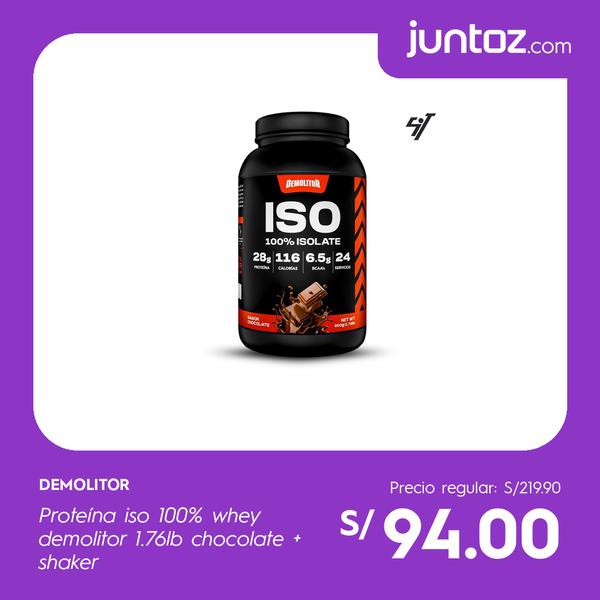 juntoz.com
DEMOLITOR
ISO
100% ISOLATE
28g 116 6.5g 24
PROTEÍNA CALORÍAS BCAA's SERVICIOS
SABOR CHOCOLATE
NET WT
DEMOLITOR
Precio regular: S/219.90
S/ 94.00
Proteína iso 100% whey
demolitor 1.76lb chocolate +
shaker